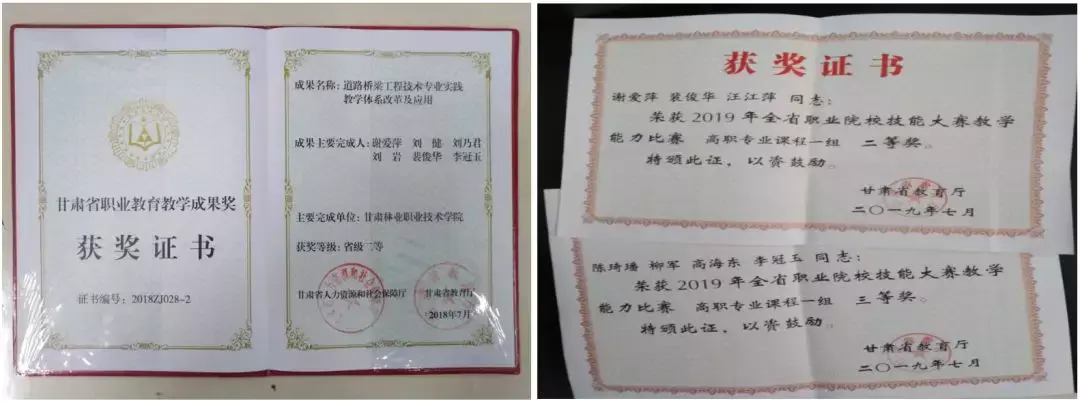 甘肃省职业教育教学成果奖
获奖证书
证书编号：2018ZJ028-2
成果名称：道路桥梁工程技术专业实践
教学体系改革及应用
成果主要完成人：谢爱萍 刘健 刘乃君
刘岩 裴俊华 李冠玉
主要完成单位：甘肃林业职业技术学院
获奖等级：省级二等
甘肃省人力资源和社会保障厅 甘肃省教育厅
2018年7月
获奖证书
谢爱萍 裴俊华 汪江萍 同志：
荣获2019年全省职业院校技能大赛教学
能力比赛 高职专业课程一组 二等奖。
特颁此证，以资鼓励。
甘肃省教育厅
二〇一九年七月
陈琦璠 柳军 高海东 李冠玉 同志：
荣获2019年全省职业院校技能大赛教学
能力比赛 高职专业课程一组 三等奖。
特颁此证，以资鼓励。
甘肃省教育厅
二〇一九年七月